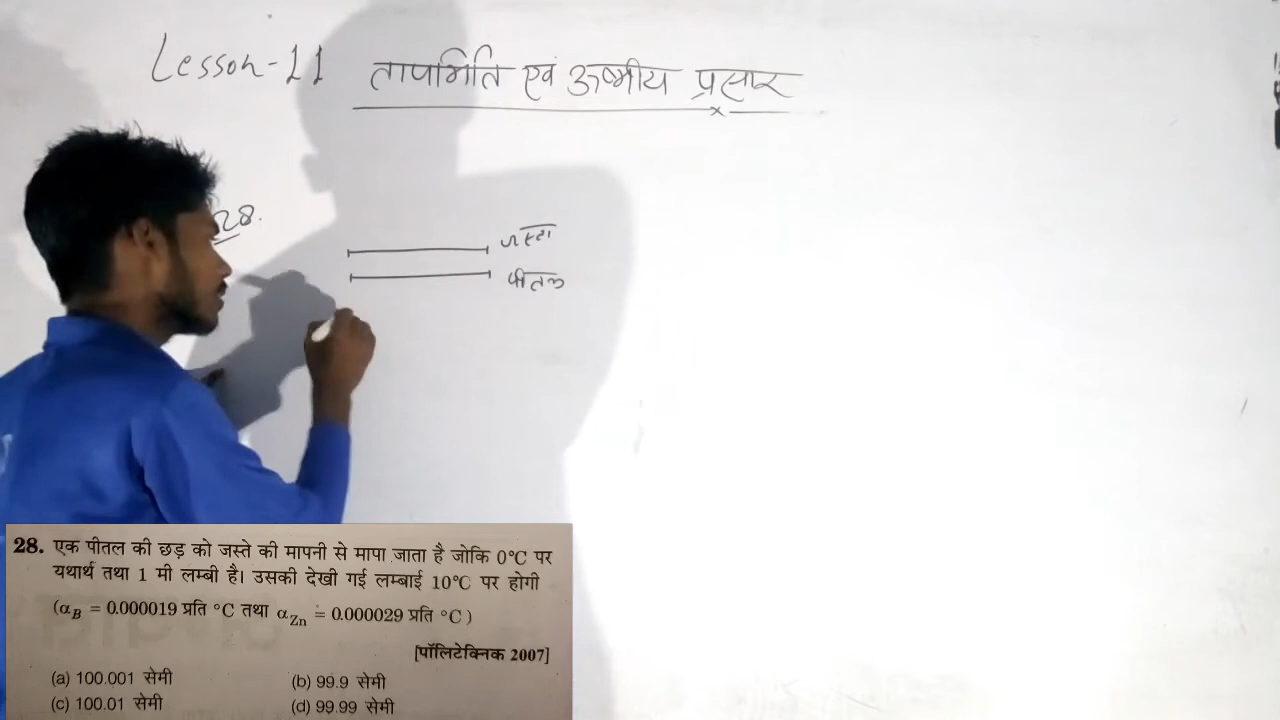 Lesson-11 तापमिति एवं ऊष्मीय प्रसार
28.
जस्ता
पीतल
28. एक पीतल की छड़ को जस्ते की मापनी से मापा जाता है जोकि 0°C पर
यथार्थ तथा 1 मी लम्बी है। उसकी देखी गई लम्बाई 10°C पर होगी
(α_B = 0.000019 प्रति °C तथा α_Zn = 0.000029 प्रति °C)
[पॉलिटेक्निक 2007]
(a) 100.001 सेमी (b) 99.9 सेमी
(c) 100.01 सेमी (d) 99.99 सेमी